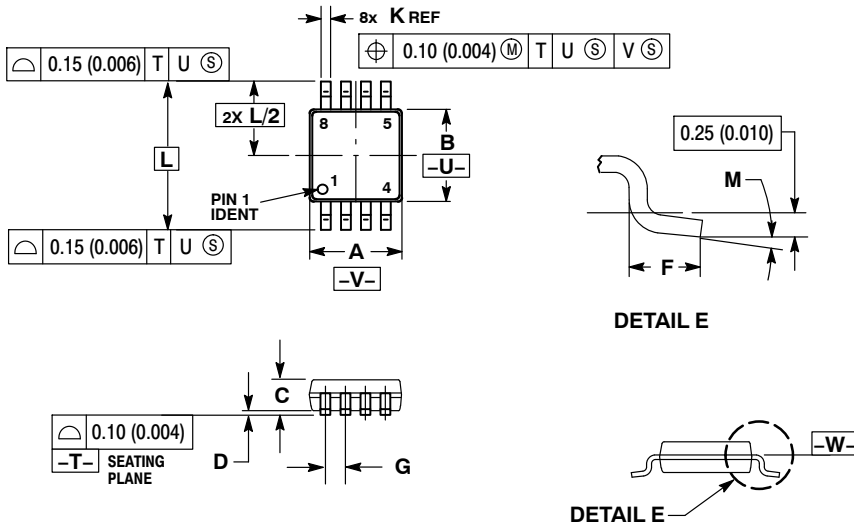 8x K REF
⌖ 0.10 (0.004) Ⓜ T U Ⓢ V Ⓢ
⌓ 0.15 (0.006) T U Ⓢ
2X L/2
8 5
B
-U-
L
PIN 1
IDENT
1 4
⌓ 0.15 (0.006) T U Ⓢ
A
-V-
0.25 (0.010)
M
F
DETAIL E
C
⌓ 0.10 (0.004)
-T- SEATING
PLANE
D
G
-W-
DETAIL E